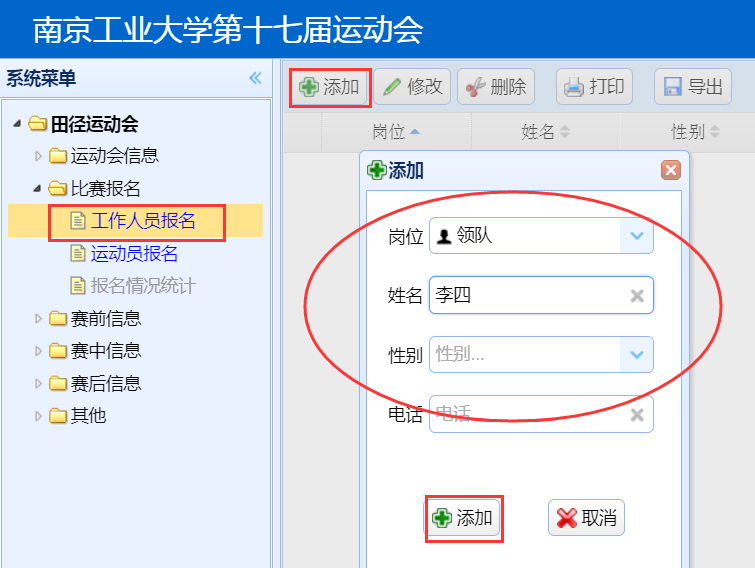 南京工业大学第十七届运动会
系统菜单
田径运动会
运动会信息
比赛报名
工作人员报名
运动员报名
报名情况统计
赛前信息
赛中信息
赛后信息
其他
添加 修改 删除 打印 导出
岗位 姓名 性别
添加
岗位 领队
姓名 李四
性别 性别...
电话 电话
添加 取消